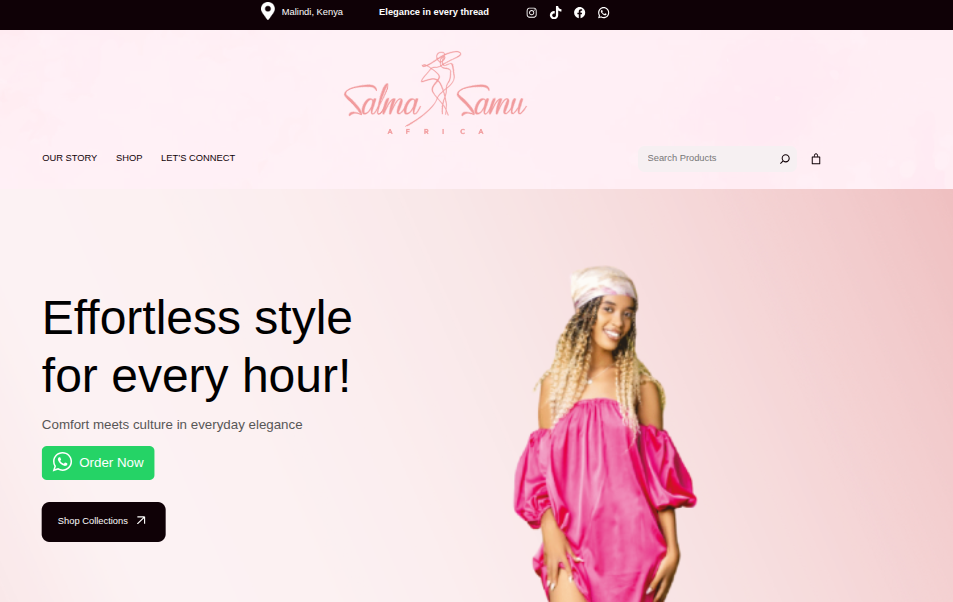 Malindi, Kenya
Elegance in every thread
Salma Samu
AFRICA
OUR STORY
SHOP
LET'S CONNECT
Search Products
Effortless style
for every hour!
Comfort meets culture in everyday elegance
Order Now
Shop Collections